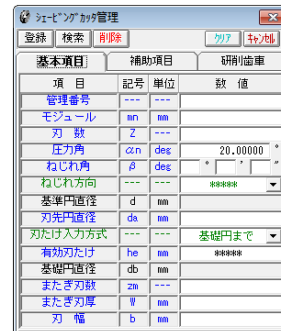 シェービングカッタ管理
登録 検索 削除 クリア キャンセル
基本項目 補助項目 研削歯車
項 目 記号 単位 数 値
管理番号 --- ---
モジュール mn mm
刃 数 Z ---
圧力角 αn deg 20.00000 °
ねじれ角 β deg ° ' "
ねじれ方向 --- --- *****
基準円直径 d mm
刃先円直径 da mm
刃たけ入力方式 --- --- 基礎円まで
有効刃たけ he mm *****
基礎円直径 db mm
またぎ刃数 zm ---
またぎ刃厚 W mm
刃 幅 b mm